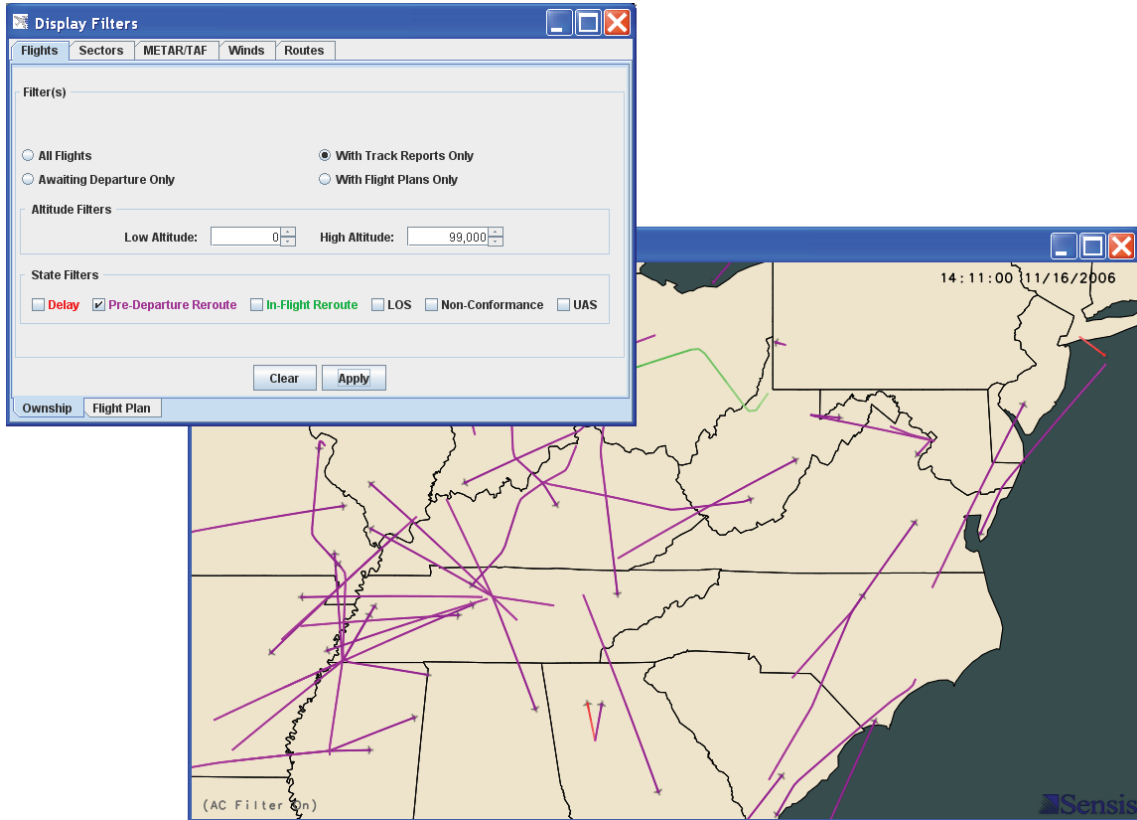 Display Filters
Flights Sectors METAR/TAF Winds Routes
Filter(s)
All Flights With Track Reports Only
Awaiting Departure Only With Flight Plans Only
Altitude Filters
Low Altitude: 0 High Altitude: 99,000
State Filters
Delay Pre-Departure Reroute In-Flight Reroute LOS Non-Conformance UAS
Clear Apply
Ownship Flight Plan
14:11:00 11/16/2006
(AC Filter On)
Sensis